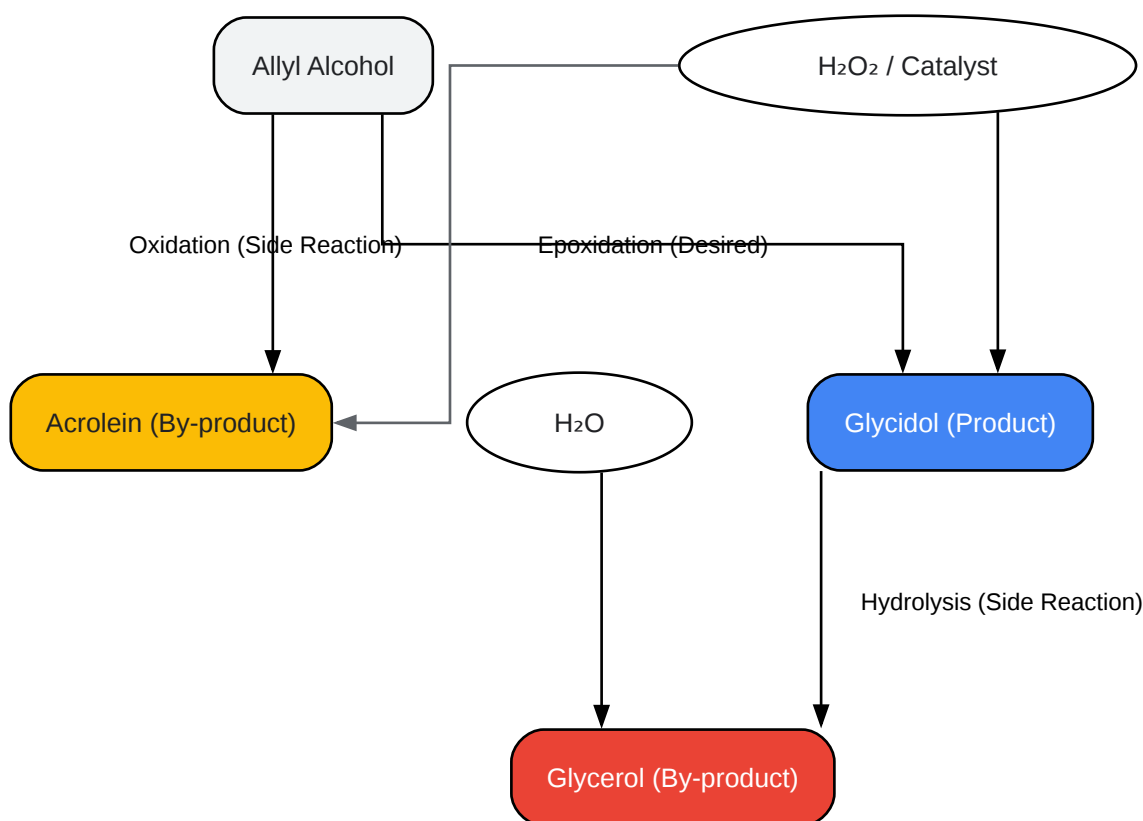 Allyl Alcohol
H₂O₂ / Catalyst
Oxidation (Side Reaction)
Epoxidation (Desired)
Acrolein (By-product)
H₂O
Glycidol (Product)
Hydrolysis (Side Reaction)
Glycerol (By-product)